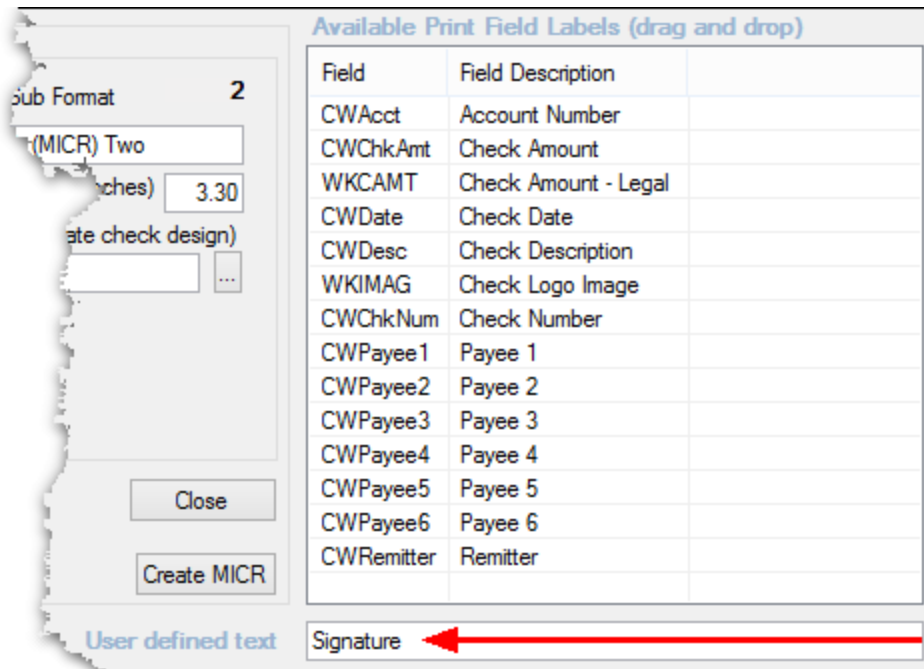 Available Print Field Labels (drag and drop)
Field Field Description
Sub Format 2
CWAcct Account Number
(MICR) Two
CWChkAmt Check Amount
3.30
WKCAMT Check Amount - Legal
CWDate Check Date
check design)
CWDesc Check Description
...
WKIMAG Check Logo Image
CWChkNum Check Number
CWPayee1 Payee 1
CWPayee2 Payee 2
CWPayee3 Payee 3
CWPayee4 Payee 4
Close
CWPayee5 Payee 5
CWPayee6 Payee 6
CWRemitter Remitter
Create MICR
User defined text Signature